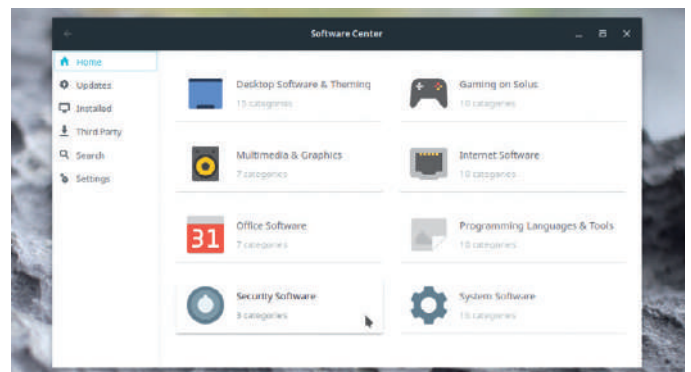 Software Center
Home
Updates
Installed
Third Party
Search
Settings
Desktop Software & Theming
15 categories
Gaming on Solus
10 categories
Multimedia & Graphics
7 categories
Internet Software
10 categories
Office Software
7 categories
31
Programming Languages & Tools
10 categories
Security Software
categories
System Software
categories